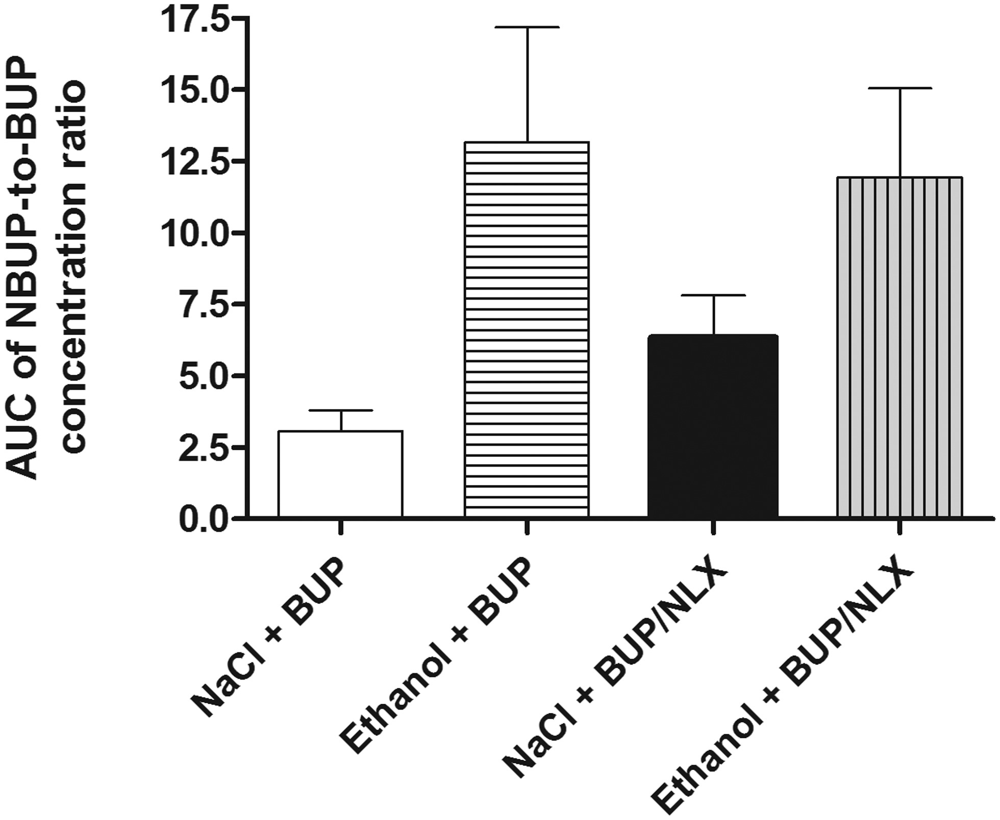 AUC of NBUP-to-BUP
concentration ratio
17.5
15.0
12.5
10.0
7.5
5.0
2.5
0.0
NaCl + BUP
Ethanol + BUP
NaCl + BUP/NLX
Ethanol + BUP/NLX